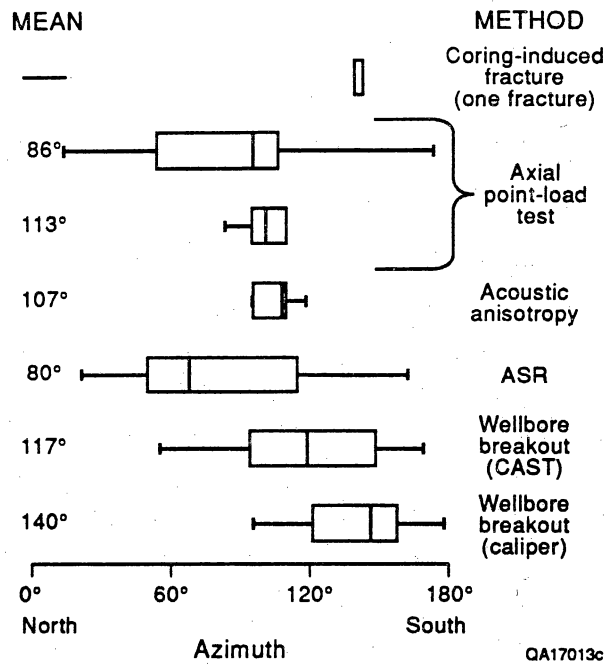 MEAN
METHOD
Coring-induced
fracture
(one fracture)
86°
Axial
point-load
test
113°
107°
Acoustic
anisotropy
80°
ASR
117°
Wellbore
breakout
(CAST)
140°
Wellbore
breakout
(caliper)
0°
60°
120°
180°
North
South
Azimuth
QA17013c